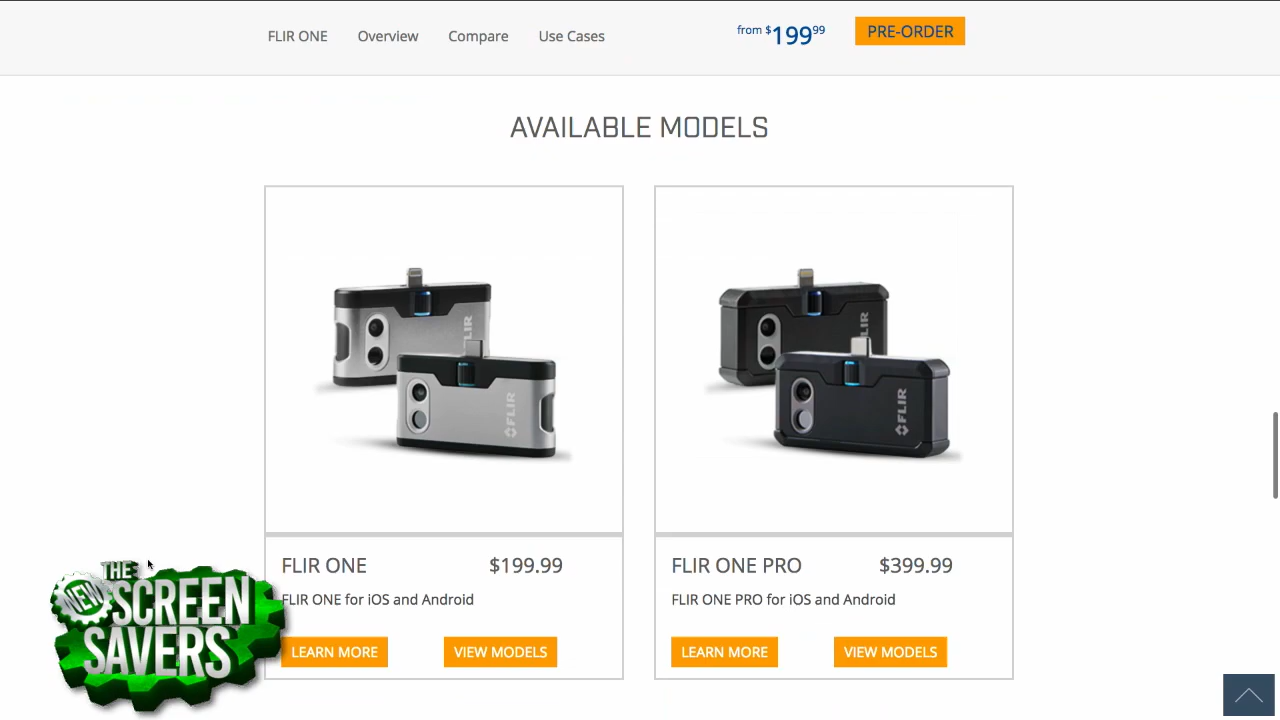 FLIR ONE Overview Compare Use Cases from $199.99 PRE-ORDER
AVAILABLE MODELS
FLIR
FLIR
FLIR
FLIR
FLIR ONE $199.99
FLIR ONE for iOS and Android
LEARN MORE VIEW MODELS
FLIR ONE PRO $399.99
FLIR ONE PRO for iOS and Android
LEARN MORE VIEW MODELS
THE
NEW SCREEN
SAVERS